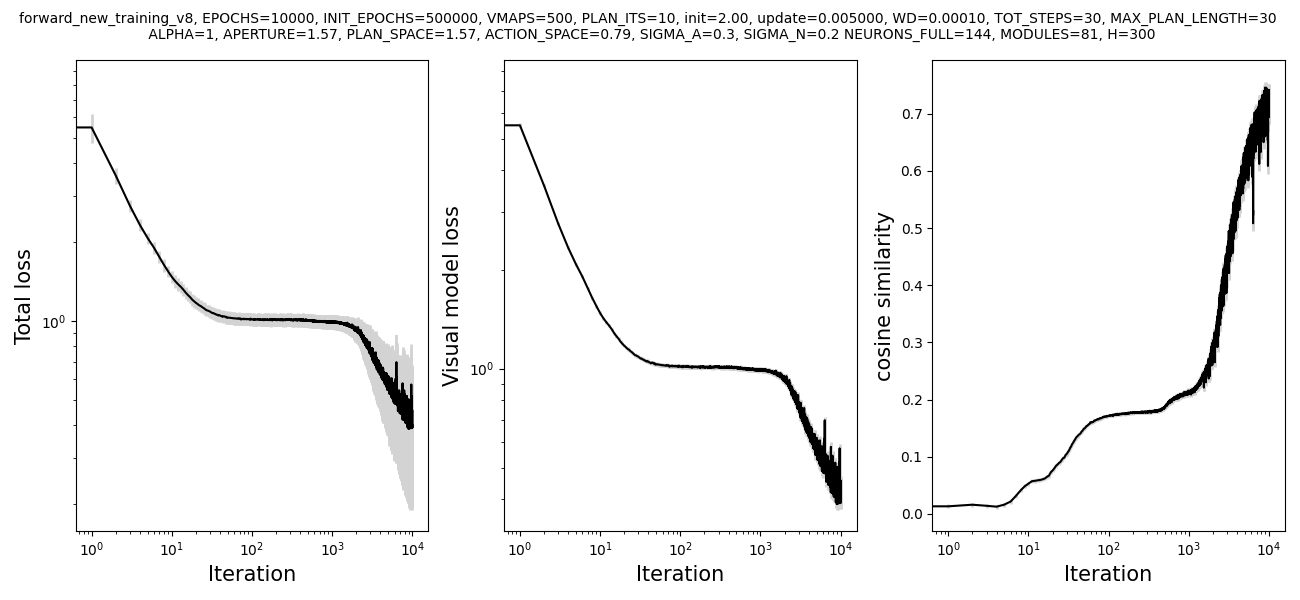 forward_new_training_v8, EPOCHS=10000, INIT_EPOCHS=500000, VMAPS=500, PLAN_ITS=10, init=2.00, update=0.005000, WD=0.00010, TOT_STEPS=30, MAX_PLAN_LENGTH=30
ALPHA=1, APERTURE=1.57, PLAN_SPACE=1.57, ACTION_SPACE=0.79, SIGMA_A=0.3, SIGMA_N=0.2 NEURONS_FULL=144, MODULES=81, H=300
Total loss
10⁰
10⁰ 10¹ 10² 10³ 10⁴
Iteration
Visual model loss
10⁰
10⁰ 10¹ 10² 10³ 10⁴
Iteration
cosine similarity
0.7
0.6
0.5
0.4
0.3
0.2
0.1
0.0
10⁰ 10¹ 10² 10³ 10⁴
Iteration